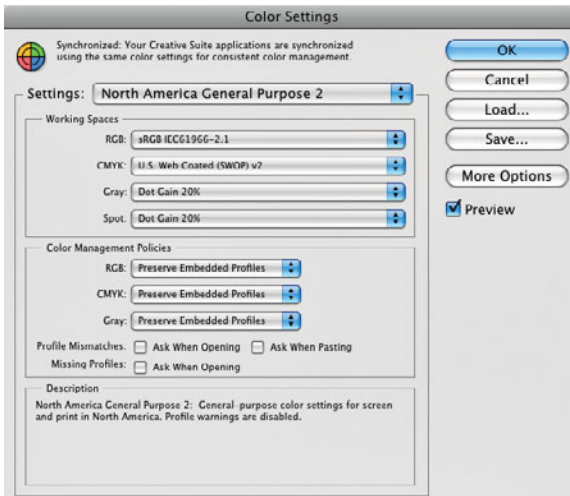 Color Settings
Synchronized: Your Creative Suite applications are synchronized
using the same color settings for consistent color management.
OK
Cancel
Load...
Save...
More Options
Preview
Settings: North America General Purpose 2
Working Spaces
RGB: sRGB IEC61966-2.1
CMYK: U.S. Web Coated (SWOP) v2
Gray: Dot Gain 20%
Spot: Dot Gain 20%
Color Management Policies
RGB: Preserve Embedded Profiles
CMYK: Preserve Embedded Profiles
Gray: Preserve Embedded Profiles
Profile Mismatches: Ask When Opening Ask When Pasting
Missing Profiles: Ask When Opening
Description
North America General Purpose 2: General-purpose color settings for screen
and print in North America. Profile warnings are disabled.